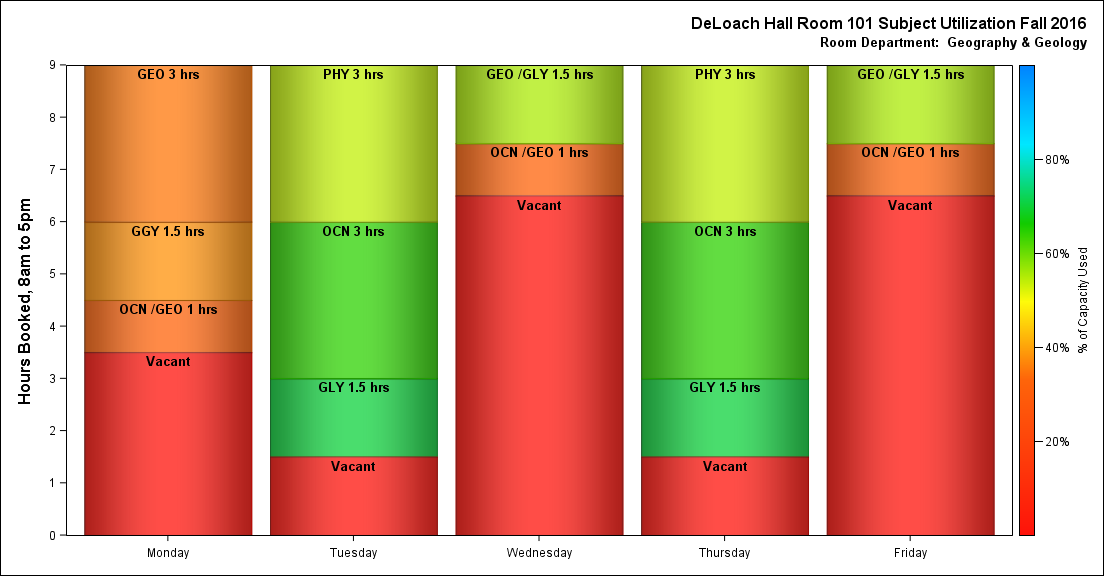 DeLoach Hall Room 101 Subject Utilization Fall 2016
Room Department:  Geography & Geology
Hours Booked, 8am to 5pm
9
8
7
6
5
4
3
2
1
0
GEO 3 hrs
GGY 1.5 hrs
OCN /GEO 1 hrs
Vacant
PHY 3 hrs
OCN 3 hrs
GLY 1.5 hrs
Vacant
GEO /GLY 1.5 hrs
OCN /GEO 1 hrs
Vacant
PHY 3 hrs
OCN 3 hrs
GLY 1.5 hrs
Vacant
GEO /GLY 1.5 hrs
OCN /GEO 1 hrs
Vacant
Monday
Tuesday
Wednesday
Thursday
Friday
80%
60%
40%
20%
% of Capacity Used